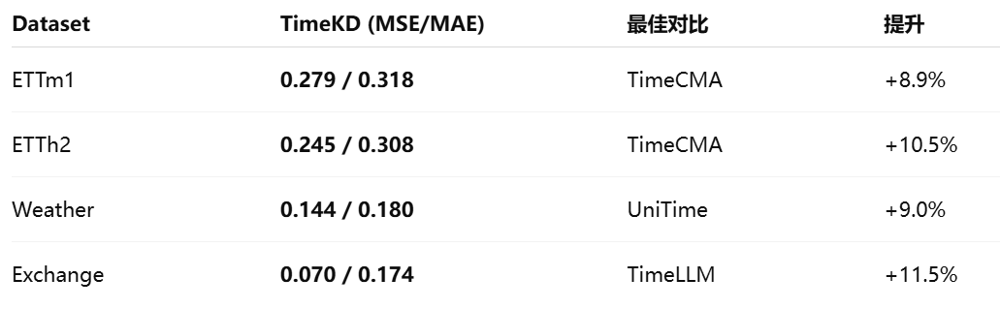 Dataset TimeKD (MSE/MAE) 最佳对比 提升
ETTm1 0.279 / 0.318 TimeCMA +8.9%
ETTh2 0.245 / 0.308 TimeCMA +10.5%
Weather 0.144 / 0.180 UniTime +9.0%
Exchange 0.070 / 0.174 TimeLLM +11.5%